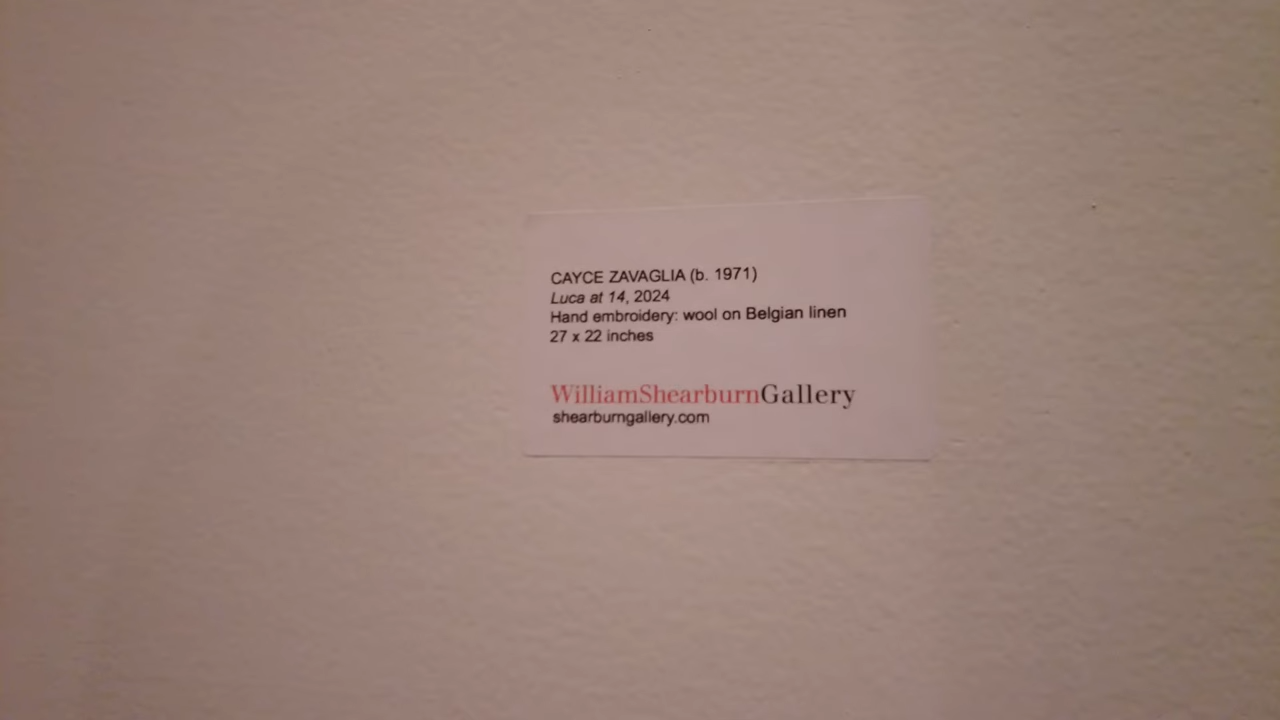 CAYCE ZAVAGLIA (b. 1971)
Luca at 14, 2024
Hand embroidery: wool on Belgian linen
27 x 22 inches
WilliamShearburnGallery
shearburngallery.com